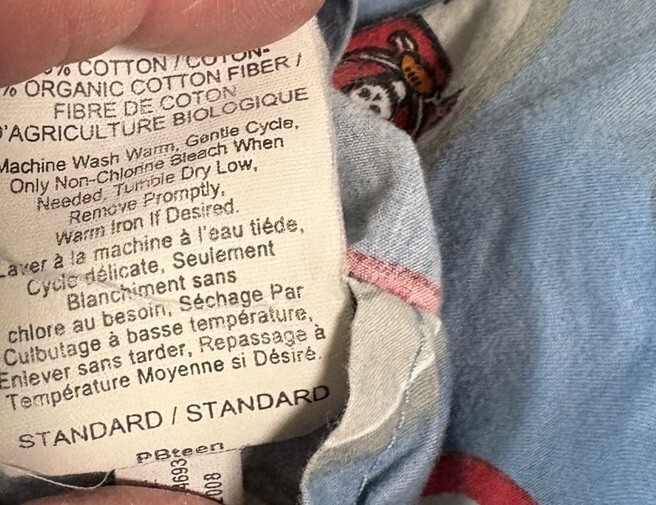 % COTTON / COTON-
% ORGANIC COTTON FIBER /
FIBRE DE COTON
D'AGRICULTURE BIOLOGIQUE
Machine Wash Warm, Gentle Cycle,
Only Non-Chlorine Bleach When
Needed, Tumble Dry Low,
Remove Promptly,
Warm Iron If Desired.
Laver à la machine à l'eau tiéde,
Cycle délicate, Seulement
Blanchiment sans
chlore au besoin, Séchage Par
Culbutage à basse température,
Enlever sans tarder, Repassage à
Température Moyenne si Désiré.
STANDARD / STANDARD
PBteen
4693
008